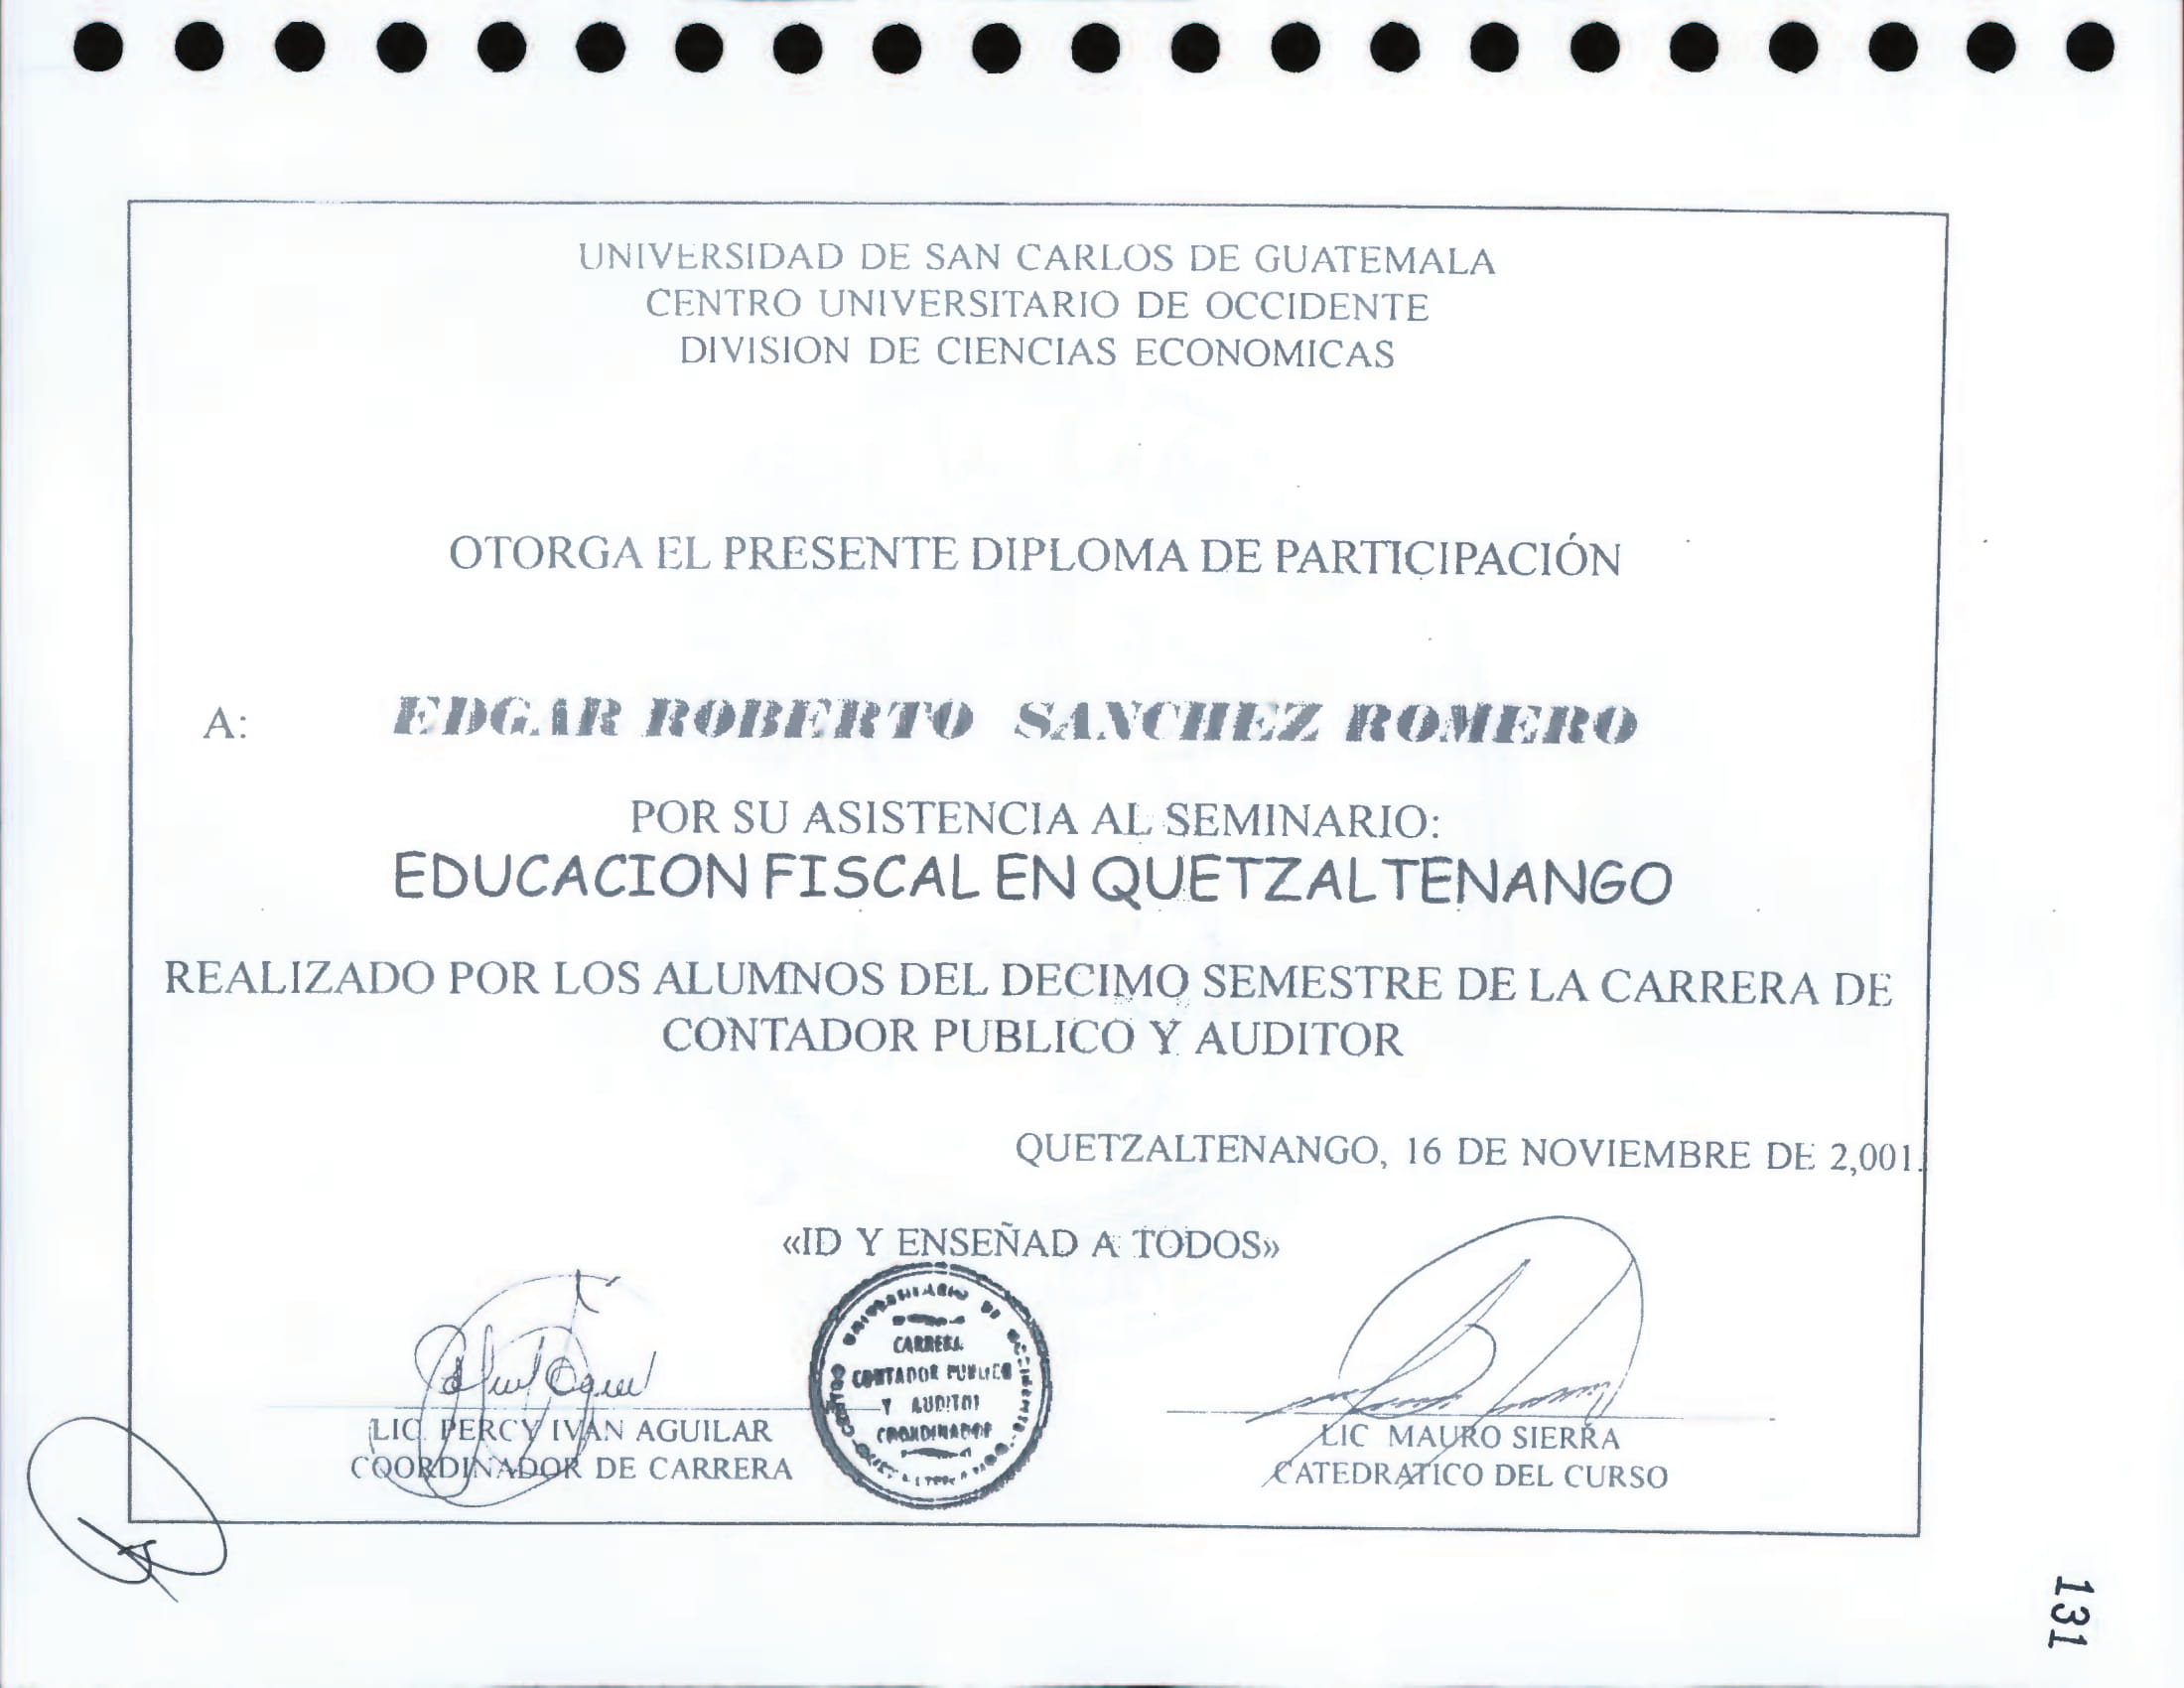 UNIVERSIDAD DE SAN CARLOS DE GUATEMALA
CENTRO UNIVERSITARIO DE OCCIDENTE
DIVISION DE CIENCIAS ECONOMICAS
OTORGA EL PRESENTE DIPLOMA DE PARTICIPACIÓN
A: EDGAR ROBERTO SANCHEZ ROMERO
POR SU ASISTENCIA AL SEMINARIO:
EDUCACION FISCAL EN QUETZALTENANGO
REALIZADO POR LOS ALUMNOS DEL DECIMO SEMESTRE DE LA CARRERA DE
CONTADOR PUBLICO Y AUDITOR
QUETZALTENANGO, 16 DE NOVIEMBRE DE 2,001.
«ID Y ENSEÑAD A TODOS»
CARRERA
CONTADOR PUBLICO
Y AUDITOR
COORDINADOR
LIC. PERCY IVAN AGUILAR
COORDINADOR DE CARRERA
LIC MAURO SIERRA
CATEDRATICO DEL CURSO
131